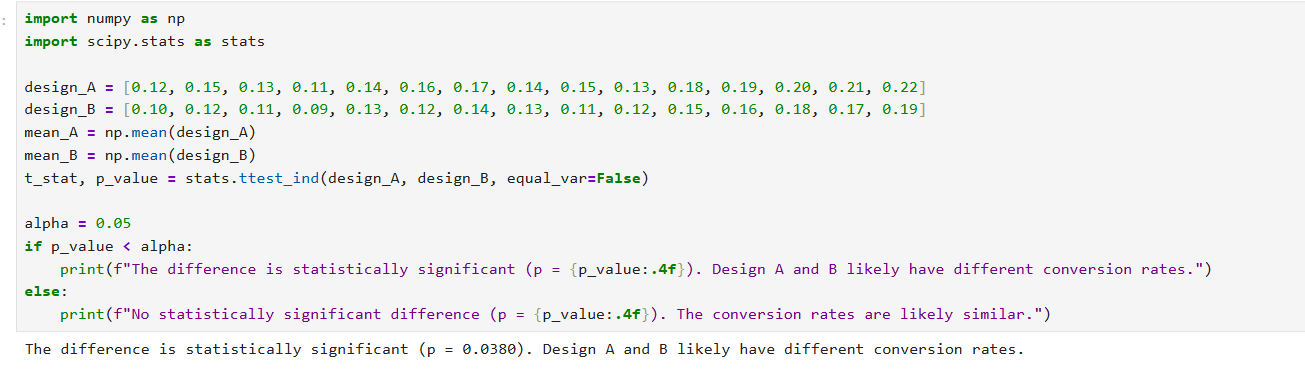 :
import numpy as np
import scipy.stats as stats
design_A = [0.12, 0.15, 0.13, 0.11, 0.14, 0.16, 0.17, 0.14, 0.15, 0.13, 0.18, 0.19, 0.20, 0.21, 0.22]
design_B = [0.10, 0.12, 0.11, 0.09, 0.13, 0.12, 0.14, 0.13, 0.11, 0.12, 0.15, 0.16, 0.18, 0.17, 0.19]
mean_A = np.mean(design_A)
mean_B = np.mean(design_B)
t_stat, p_value = stats.ttest_ind(design_A, design_B, equal_var=False)
alpha = 0.05
if p_value < alpha:
    print(f"The difference is statistically significant (p = {p_value:.4f}). Design A and B likely have different conversion rates.")
else:
    print(f"No statistically significant difference (p = {p_value:.4f}). The conversion rates are likely similar.")
The difference is statistically significant (p = 0.0380). Design A and B likely have different conversion rates.